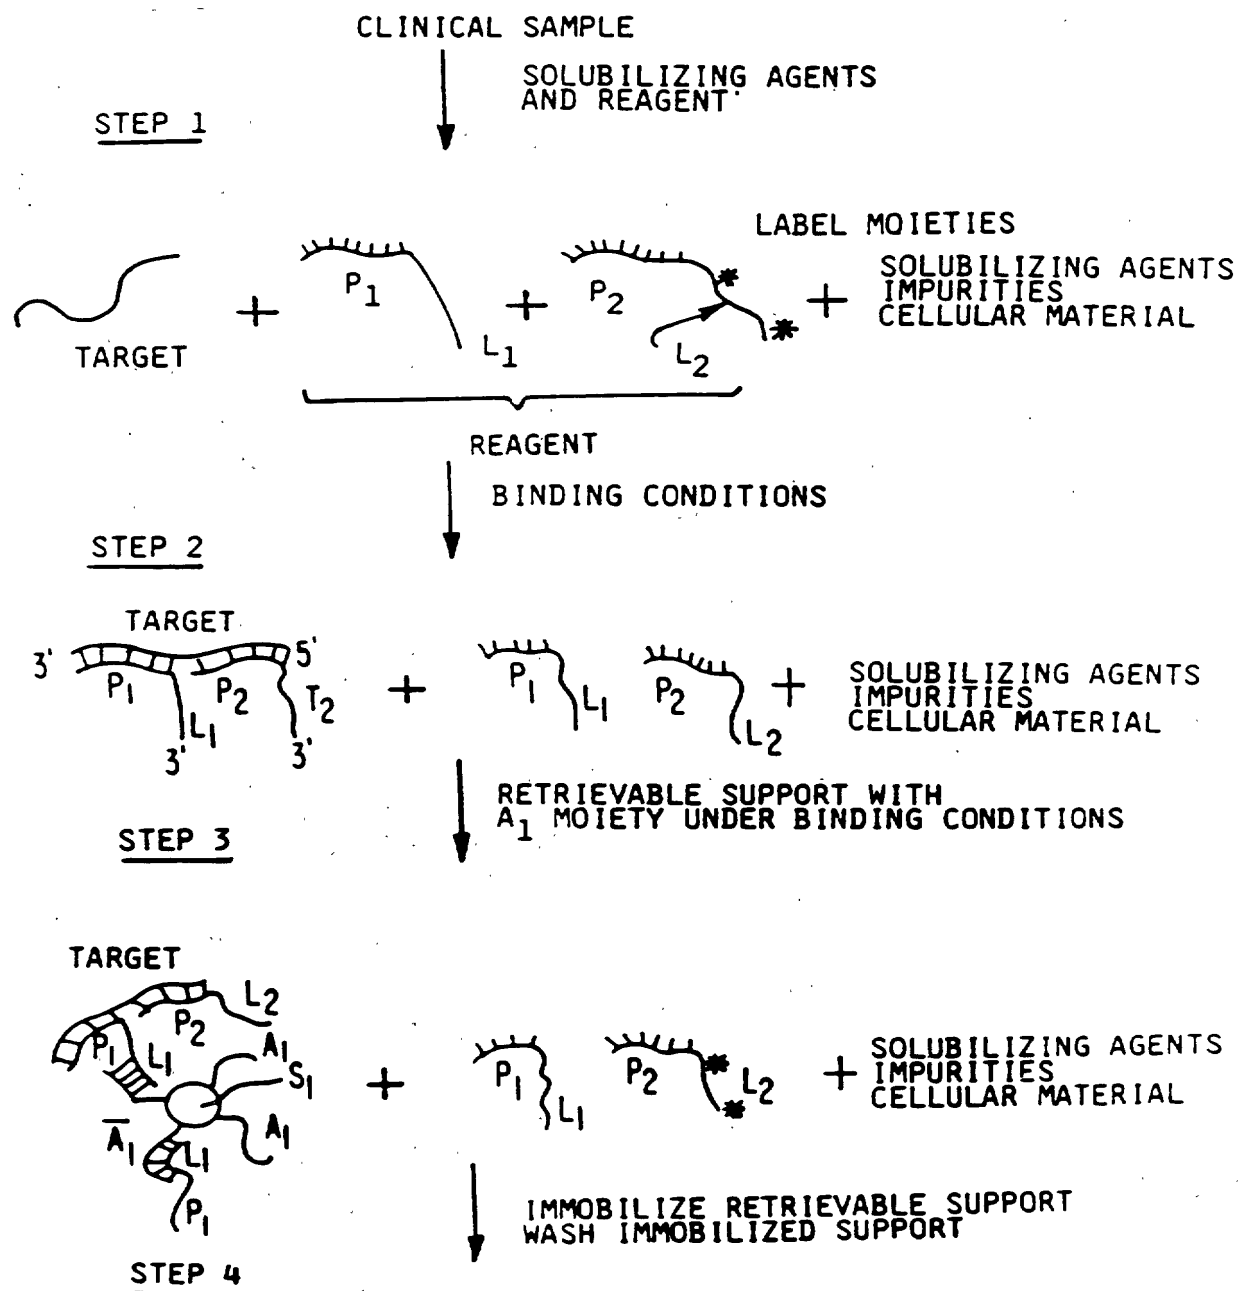 CLINICAL SAMPLE
SOLUBILIZING AGENTS
AND REAGENT
STEP 1
LABEL MOIETIES
TARGET
+
P1
L1
+
P2
L2
*
*
+
SOLUBILIZING AGENTS
IMPURITIES
CELLULAR MATERIAL
REAGENT
BINDING CONDITIONS
STEP 2
TARGET
3'
5'
P1
P2
T2
L1
3'
3'
+
P1
L1
P2
L2
+
SOLUBILIZING AGENTS
IMPURITIES
CELLULAR MATERIAL
RETRIEVABLE SUPPORT WITH
A1 MOIETY UNDER BINDING CONDITIONS
STEP 3
TARGET
L2
P2
P1
L1
A1
S1
A1
A̅1
L1
P1
+
P1
L1
P2
L2
*
*
+
SOLUBILIZING AGENTS
IMPURITIES
CELLULAR MATERIAL
IMMOBILIZE RETRIEVABLE SUPPORT
WASH IMMOBILIZED SUPPORT
STEP 4